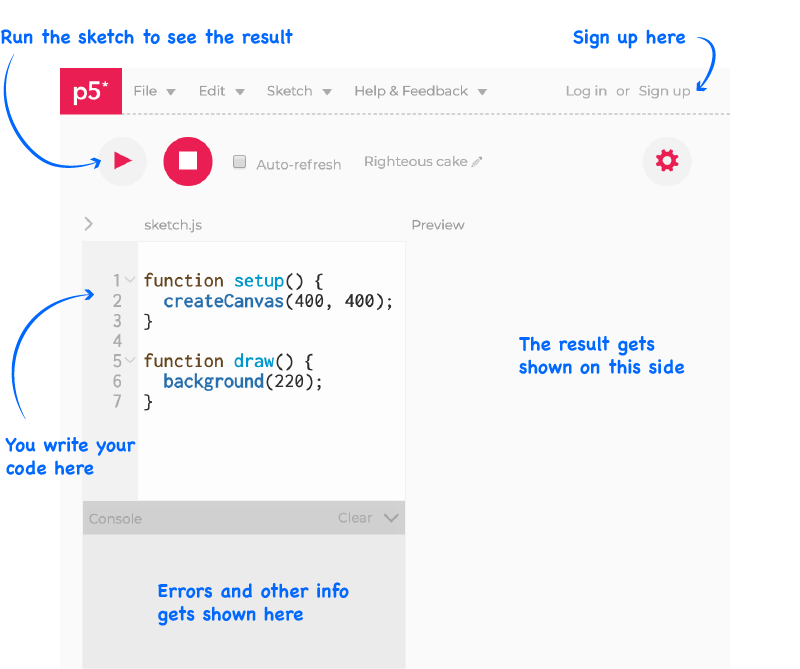 Run the sketch to see the result
Sign up here
p5* File Edit Sketch Help & Feedback Log in or Sign up
Auto-refresh Righteous cake
sketch.js Preview
1 function setup() {
2   createCanvas(400, 400);
3 }
4
5 function draw() {
6   background(220);
7 }
The result gets
shown on this side
You write your
code here
Console Clear
Errors and other info
gets shown here